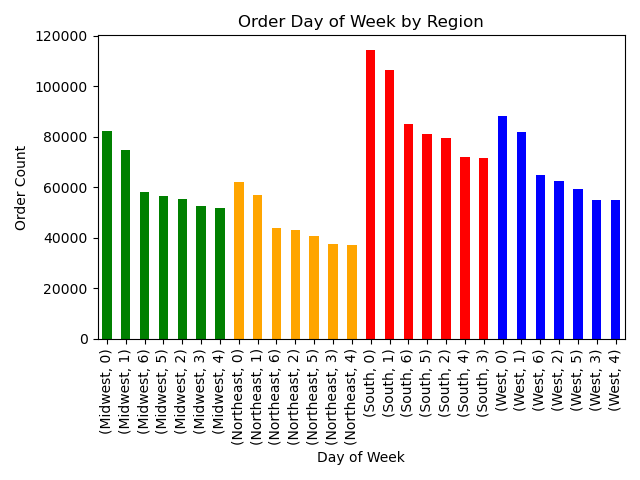 Order Day of Week by Region
Order Count
120000
100000
80000
60000
40000
20000
0
(Midwest, 0)
(Midwest, 1)
(Midwest, 6)
(Midwest, 5)
(Midwest, 2)
(Midwest, 3)
(Midwest, 4)
(Northeast, 0)
(Northeast, 1)
(Northeast, 6)
(Northeast, 2)
(Northeast, 5)
(Northeast, 3)
(Northeast, 4)
(South, 0)
(South, 1)
(South, 6)
(South, 5)
(South, 2)
(South, 4)
(South, 3)
(West, 0)
(West, 1)
(West, 6)
(West, 2)
(West, 5)
(West, 3)
(West, 4)
Day of Week